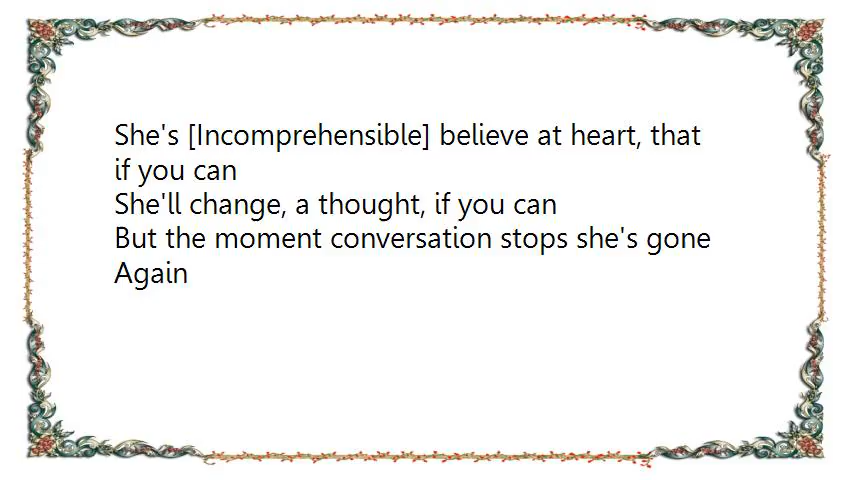 She's [Incomprehensible] believe at heart, that
if you can
She'll change, a thought, if you can
But the moment conversation stops she's gone
Again